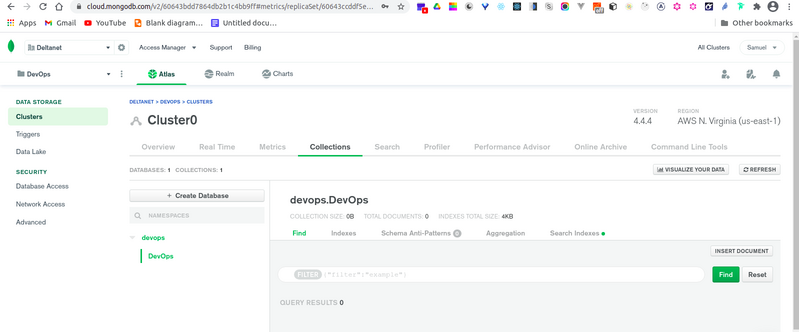 cloud.mongodb.com/v2/60643bdd7864db2b1c4bb9ff#metrics/replicaSet/60643ccddf5e...
Apps Gmail YouTube Blank diagram... Untitled docu... Other bookmarks
Deltanet Access Manager Support Billing All Clusters Samuel
DevOps Atlas Realm Charts
DATA STORAGE
Clusters
Triggers
Data Lake
SECURITY
Database Access
Network Access
Advanced
DELTANET > DEVOPS > CLUSTERS
Cluster0
VERSION
4.4.4
REGION
AWS N. Virginia (us-east-1)
Overview Real Time Metrics Collections Search Profiler Performance Advisor Online Archive Command Line Tools
DATABASES: 1 COLLECTIONS: 1
VISUALIZE YOUR DATA REFRESH
+ Create Database
NAMESPACES
devops
DevOps
devops.DevOps
COLLECTION SIZE: 0B TOTAL DOCUMENTS: 0 INDEXES TOTAL SIZE: 4KB
Find Indexes Schema Anti-Patterns 0 Aggregation Search Indexes
INSERT DOCUMENT
FILTER {"filter":"example"}
Find Reset
QUERY RESULTS 0